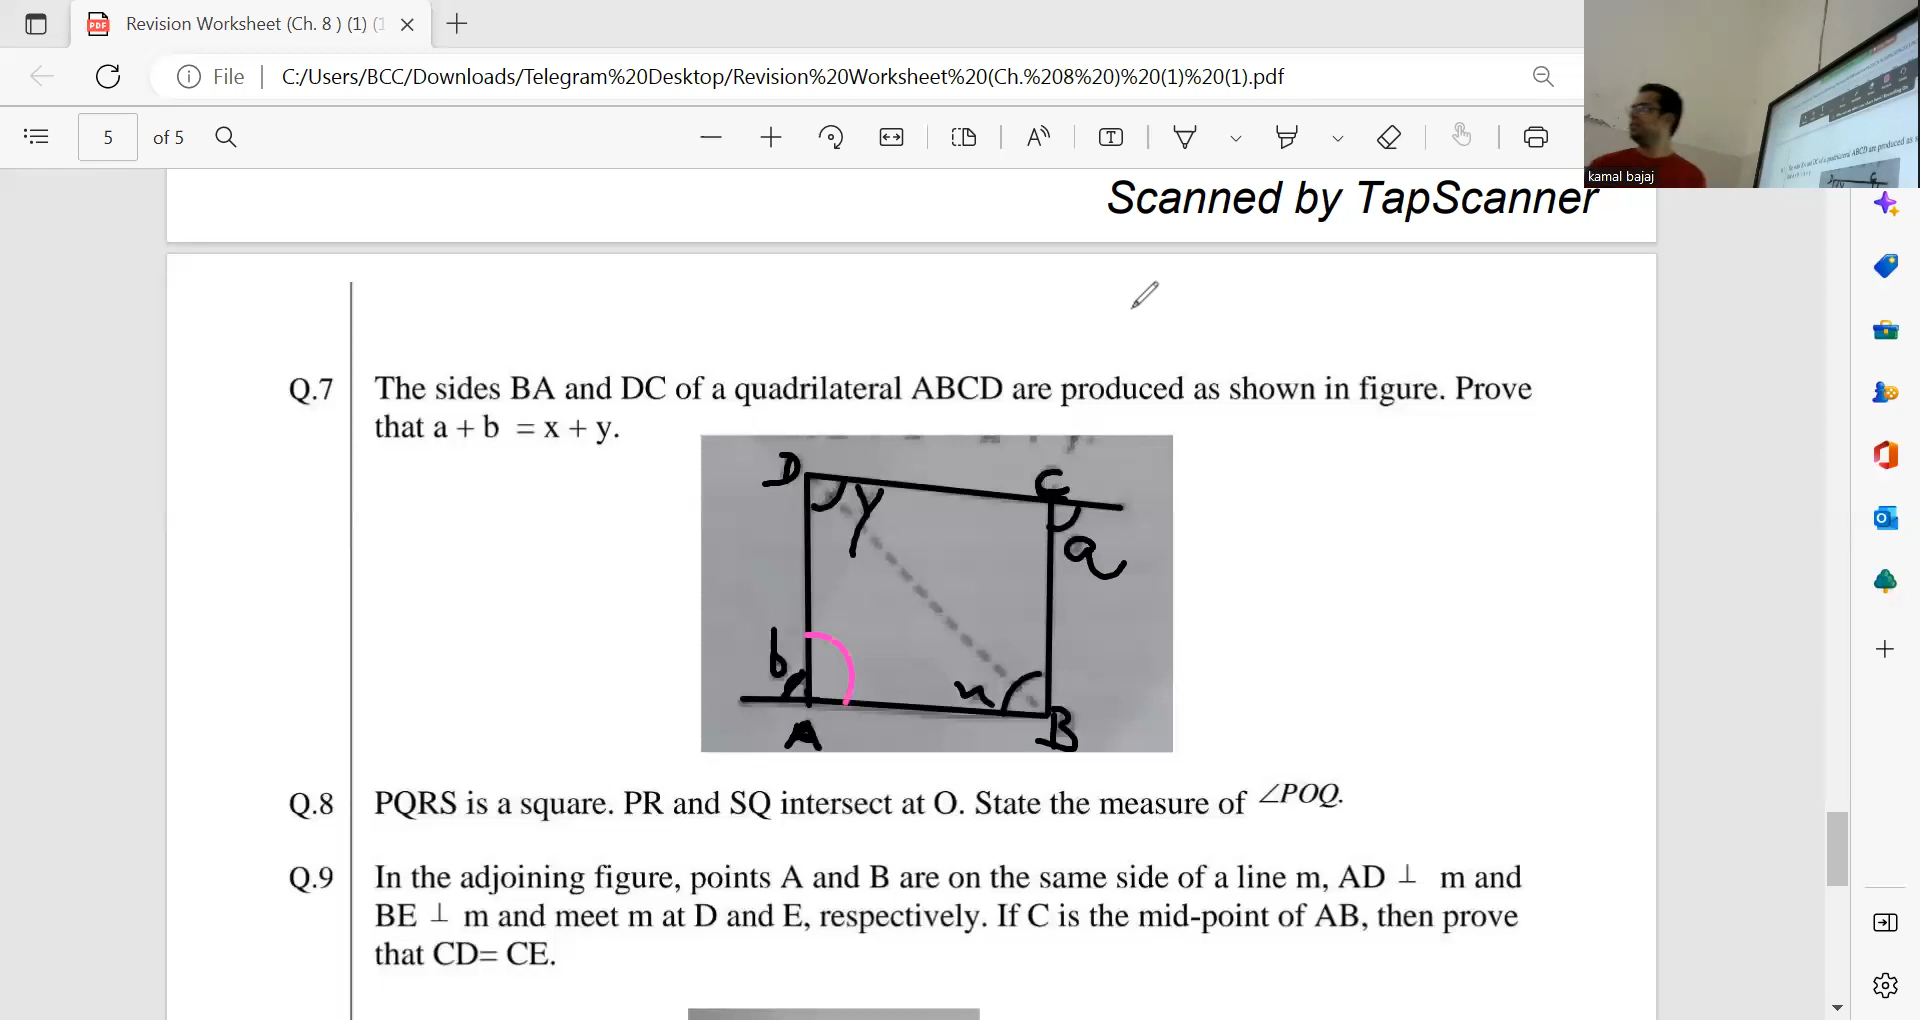 Revision Worksheet (Ch. 8 ) (1) (1
File
C:/Users/BCC/Downloads/Telegram%20Desktop/Revision%20Worksheet%20(Ch.%208%20)%20(1)%20(1).pdf
5 of 5
kamal bajaj
Scanned by TapScanner
Q.7 The sides BA and DC of a quadrilateral ABCD are produced as shown in figure. Prove
that a + b = x + y.
D C
y a
b x
A B
Q.8 PQRS is a square. PR and SQ intersect at O. State the measure of ∠POQ.
Q.9 In the adjoining figure, points A and B are on the same side of a line m, AD ⊥ m and
BE ⊥ m and meet m at D and E, respectively. If C is the mid-point of AB, then prove
that CD= CE.